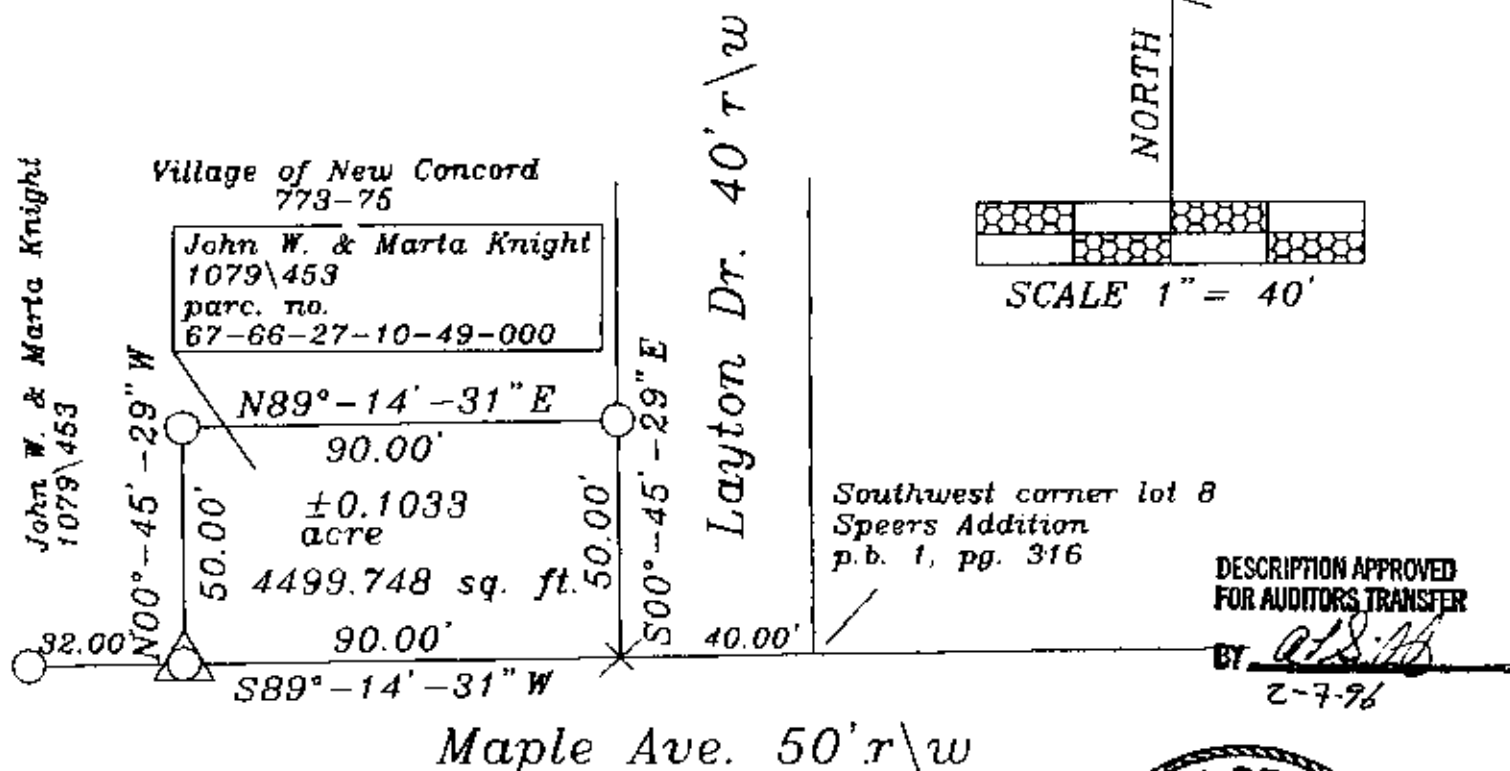 NORTH
SCALE 1"= 40'
Village of New Concord
773-75
John W. & Marta Knight
1079\453
parc. no.
67-66-27-10-49-000
John W. & Marta Knight
1079\453
N00°-45'-29"W
50.00'
N89°-14'-31"E
90.00'
±0.1033
acre
4499.748 sq. ft.
50.00'
S00°-45'-29"E
Layton Dr. 40'r\w
Southwest corner lot 8
Speers Addition
p.b. 1, pg. 316
32.00'
90.00'
S89°-14'-31"W
40.00'
Maple Ave. 50'r\w
DESCRIPTION APPROVED
FOR AUDITORS TRANSFER
BY
2-7-96